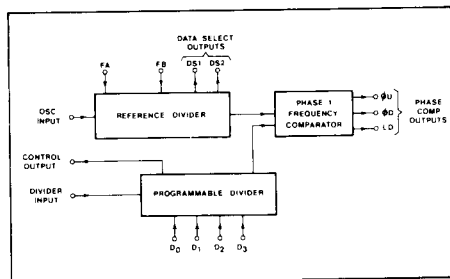 DATA SELECT
OUTPUTS
FA
FB
DS1
DS2
OSC
INPUT
REFERENCE DIVIDER
PHASE 1
FREQUENCY
COMPARATOR
ϕU
ϕD
LD
PHASE
COMP
OUTPUTS
CONTROL
OUTPUT
DIVIDER
INPUT
PROGRAMMABLE DIVIDER
D0
D1
D2
D3